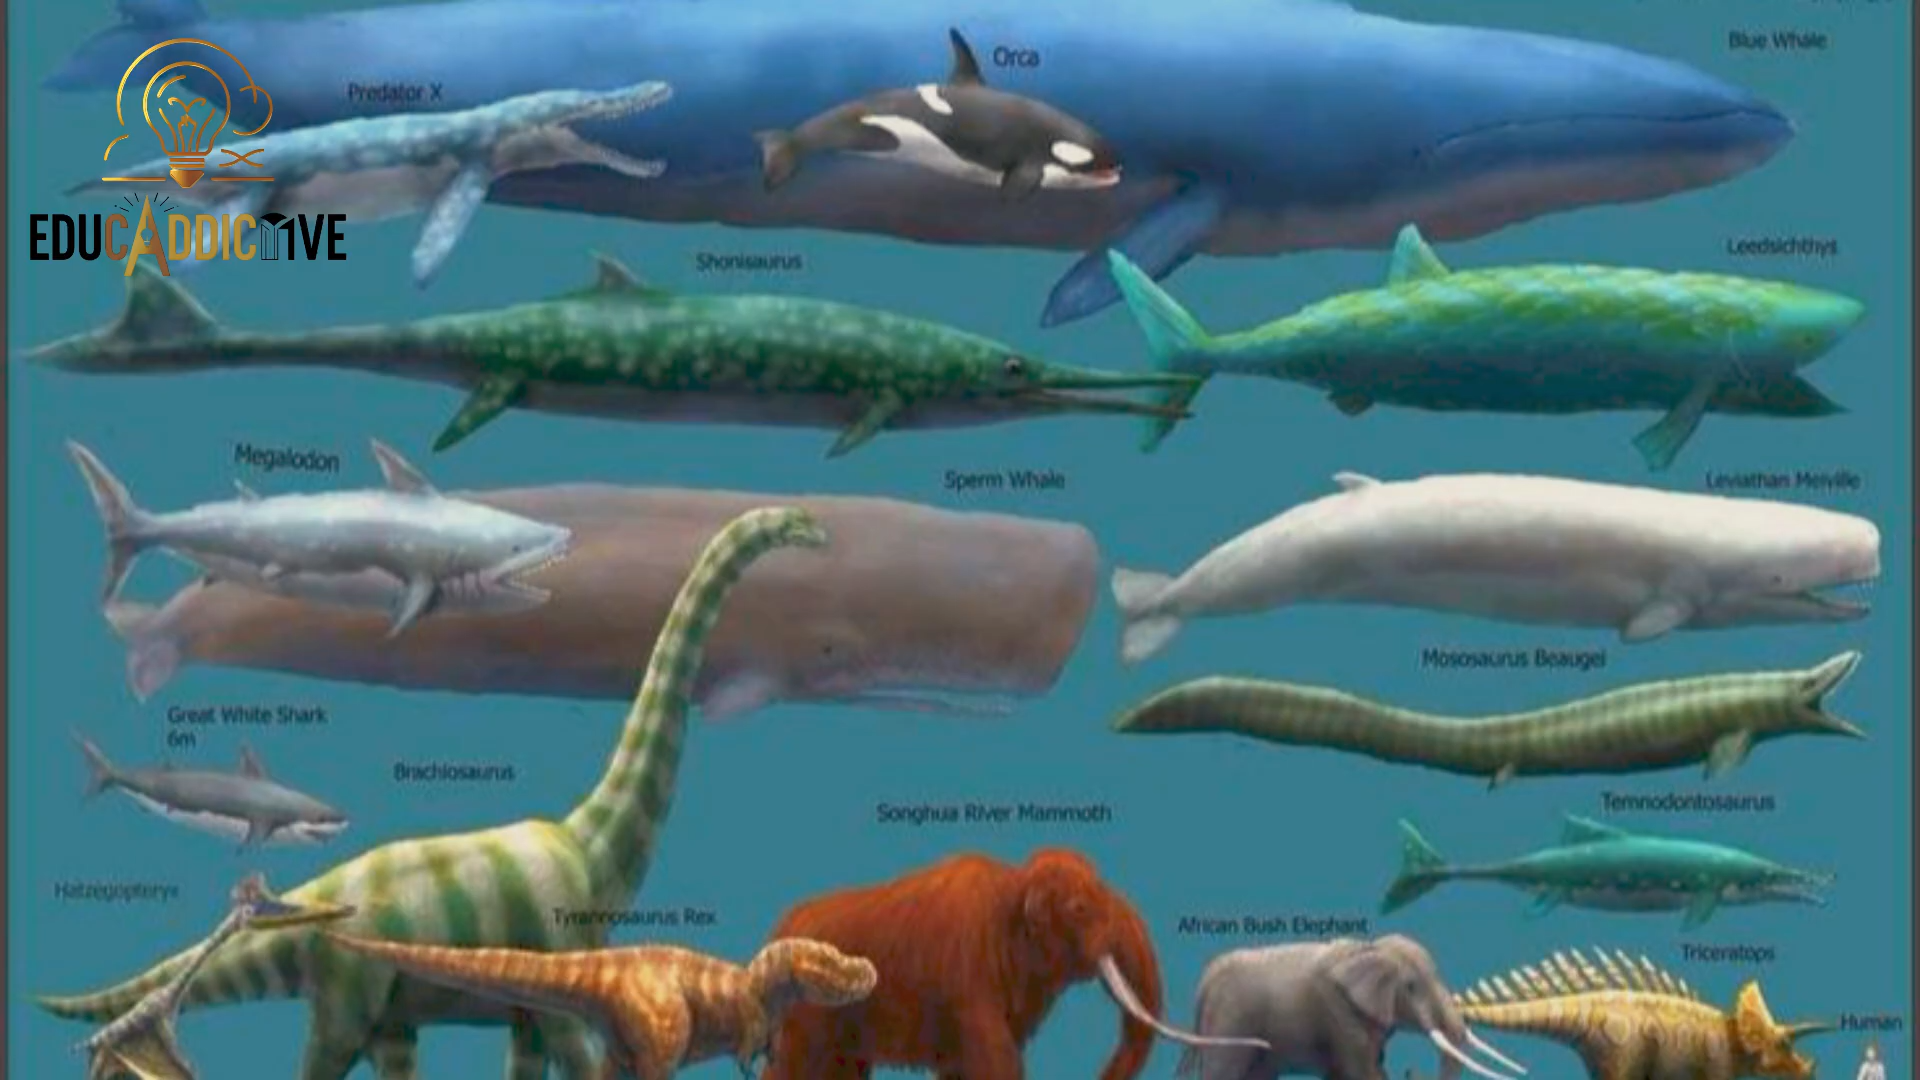 Blue Whale
Orca
Predator X
EDUCADDICTIVE
Leedsichthys
Shonisaurus
Megalodon
Sperm Whale
Leviathan Melville
Mososaurus Beaugei
Great White Shark
6m
Brachiosaurus
Temnodontosaurus
Songhua River Mammoth
Hatzegopteryx
Tyrannosaurus Rex
African Bush Elephant
Triceratops
Human